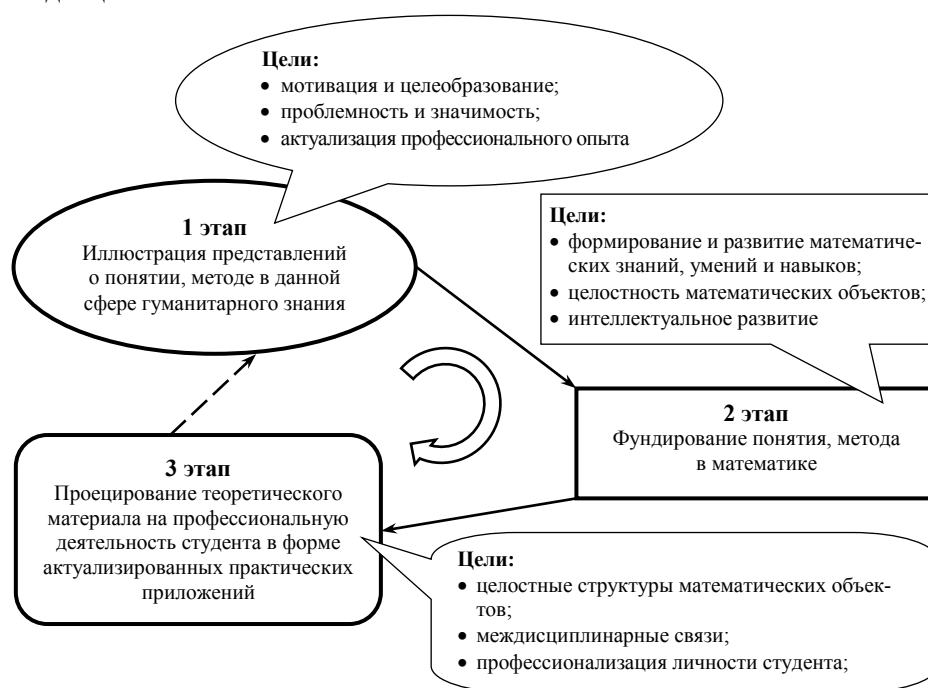 Цели:
• мотивация и целеобразование;
• проблемность и значимость;
• актуализация профессионального опыта
1 этап
Иллюстрация представлений
о понятии, методе в данной
сфере гуманитарного знания
Цели:
• формирование и развитие математиче-
ских знаний, умений и навыков;
• целостность математических объектов;
• интеллектуальное развитие
2 этап
Фундирование понятия, метода
в математике
3 этап
Проецирование теоретического
материала на профессиональную
деятельность студента в форме
актуализированных практических
приложений
Цели:
• целостные структуры математических объек-
тов;
• междисциплинарные связи;
• профессионализация личности студента;